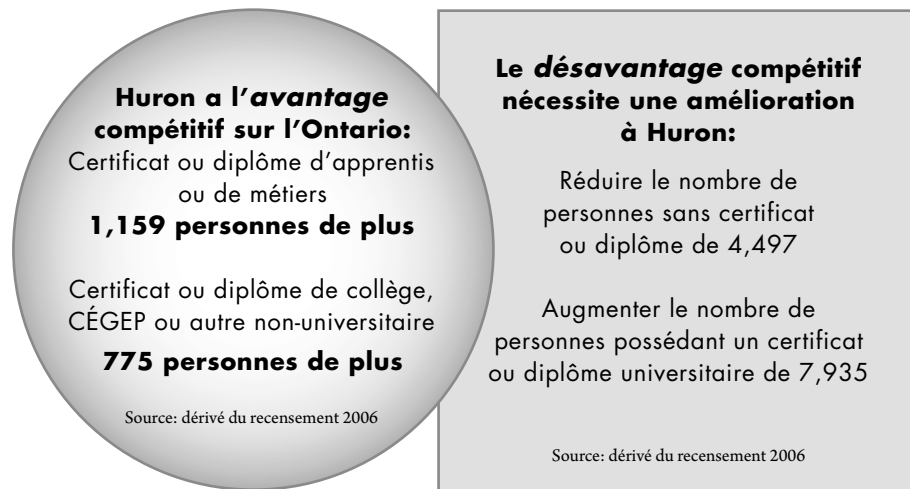 Huron a l'avantage
compétitif sur l'Ontario:
Certificat ou diplôme d'apprentis
ou de métiers
1,159 personnes de plus
Certificat ou diplôme de collège,
CÉGEP ou autre non-universitaire
775 personnes de plus
Source: dérivé du recensement 2006
Le désavantage compétitif
nécessite une amélioration
à Huron:
Réduire le nombre de
personnes sans certificat
ou diplôme de 4,497
Augmenter le nombre de
personnes possédant un certificat
ou diplôme universitaire de 7,935
Source: dérivé du recensement 2006